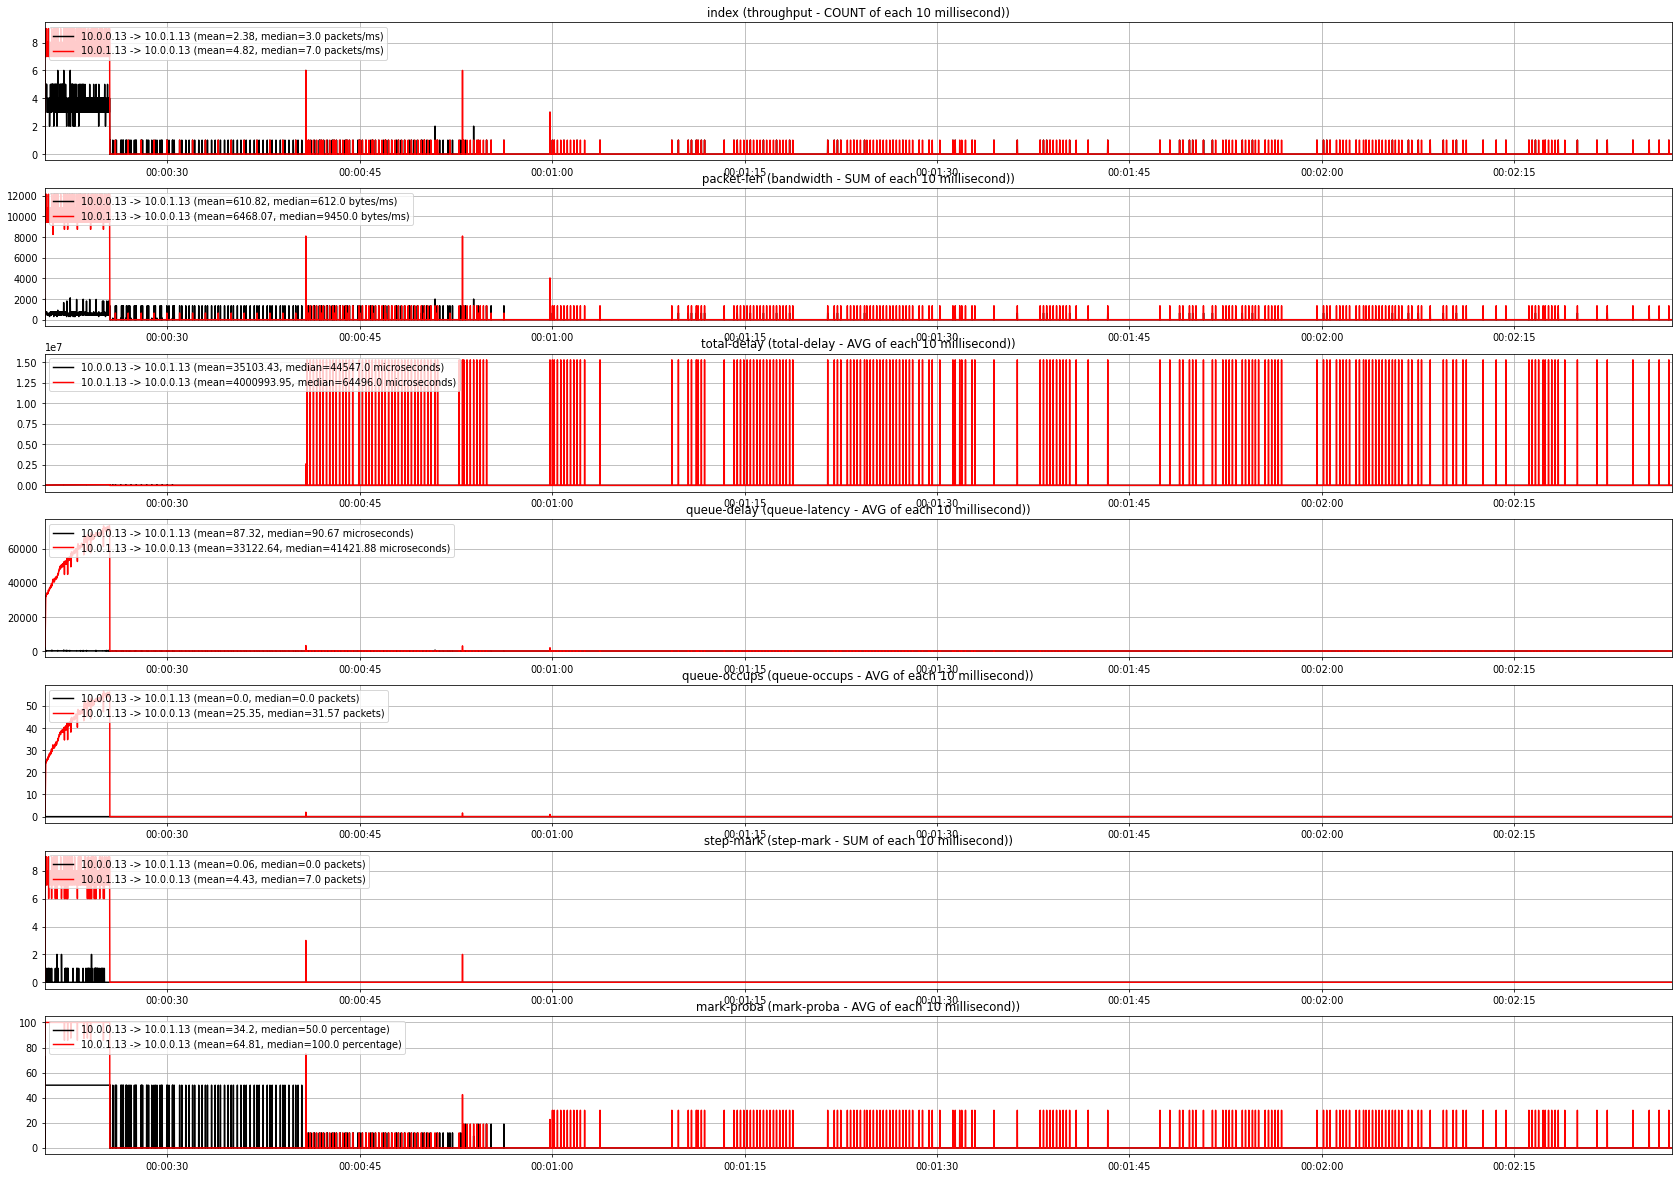 index (throughput - COUNT of each 10 millisecond))
8
6
4
2
0
10.0.0.13 -> 10.0.1.13 (mean=2.38, median=3.0 packets/ms)
10.0.1.13 -> 10.0.0.13 (mean=4.82, median=7.0 packets/ms)
00:00:30 00:00:45 00:01:00 00:01:15 00:01:30 00:01:45 00:02:00 00:02:15
packet-len (bandwidth - SUM of each 10 millisecond))
12000
10000
8000
6000
4000
2000
0
10.0.0.13 -> 10.0.1.13 (mean=610.82, median=612.0 bytes/ms)
10.0.1.13 -> 10.0.0.13 (mean=6468.07, median=9450.0 bytes/ms)
00:00:30 00:00:45 00:01:00 00:01:15 00:01:30 00:01:45 00:02:00 00:02:15
total-delay (total-delay - AVG of each 10 millisecond))
1e7
1.50
1.25
1.00
0.75
0.50
0.25
0.00
10.0.0.13 -> 10.0.1.13 (mean=35103.43, median=44547.0 microseconds)
10.0.1.13 -> 10.0.0.13 (mean=4000993.95, median=64496.0 microseconds)
00:00:30 00:00:45 00:01:00 00:01:15 00:01:30 00:01:45 00:02:00 00:02:15
queue-delay (queue-latency - AVG of each 10 millisecond))
60000
40000
20000
0
10.0.0.13 -> 10.0.1.13 (mean=87.32, median=90.67 microseconds)
10.0.1.13 -> 10.0.0.13 (mean=33122.64, median=41421.88 microseconds)
00:00:30 00:00:45 00:01:00 00:01:15 00:01:30 00:01:45 00:02:00 00:02:15
queue-occups (queue-occups - AVG of each 10 millisecond))
50
40
30
20
10
0
10.0.0.13 -> 10.0.1.13 (mean=0.0, median=0.0 packets)
10.0.1.13 -> 10.0.0.13 (mean=25.35, median=31.57 packets)
00:00:30 00:00:45 00:01:00 00:01:15 00:01:30 00:01:45 00:02:00 00:02:15
step-mark (step-mark - SUM of each 10 millisecond))
8
6
4
2
0
10.0.0.13 -> 10.0.1.13 (mean=0.06, median=0.0 packets)
10.0.1.13 -> 10.0.0.13 (mean=4.43, median=7.0 packets)
00:00:30 00:00:45 00:01:00 00:01:15 00:01:30 00:01:45 00:02:00 00:02:15
mark-proba (mark-proba - AVG of each 10 millisecond))
100
80
60
40
20
0
10.0.0.13 -> 10.0.1.13 (mean=34.2, median=50.0 percentage)
10.0.1.13 -> 10.0.0.13 (mean=64.81, median=100.0 percentage)
00:00:30 00:00:45 00:01:00 00:01:15 00:01:30 00:01:45 00:02:00 00:02:15